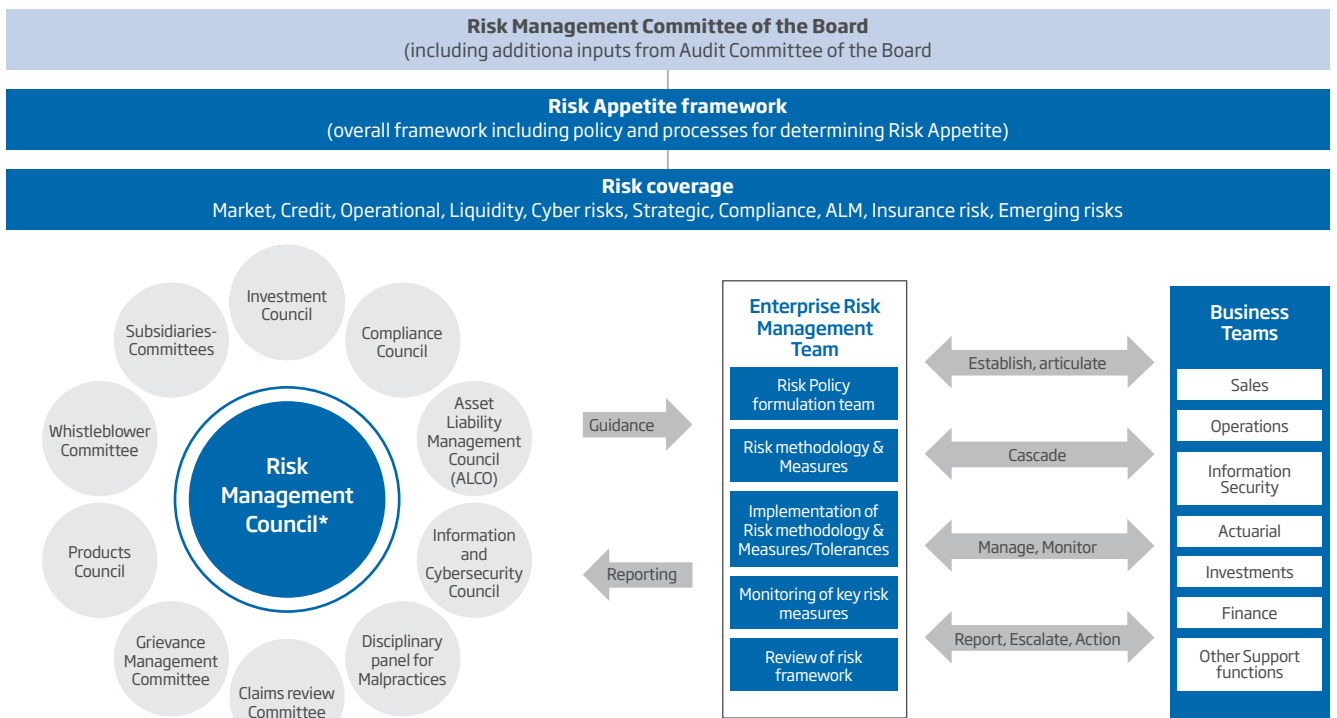 Risk Management Committee of the Board
(including additiona inputs from Audit Committee of the Board
Risk Appetite framework
(overall framework including policy and processes for determining Risk Appetite)
Risk coverage
Market, Credit, Operational, Liquidity, Cyber risks, Strategic, Compliance, ALM, Insurance risk, Emerging risks
Investment
Council
Compliance
Council
Asset
Liability
Management
Council
(ALCO)
Information
and
Cybersecurity
Council
Disciplinary
panel for
Malpractices
Claims review
Committee
Grievance
Management
Committee
Products
Council
Whistleblower
Committee
Subsidiaries-
Committees
Risk
Management
Council*
Guidance
Reporting
Enterprise Risk
Management
Team
Risk Policy
formulation team
Risk methodology &
Measures
Implementation of
Risk methodology &
Measures/Tolerances
Monitoring of key risk
measures
Review of risk
framework
Establish, articulate
Cascade
Manage, Monitor
Report, Escalate, Action
Business
Teams
Sales
Operations
Information
Security
Actuarial
Investments
Finance
Other Support
functions